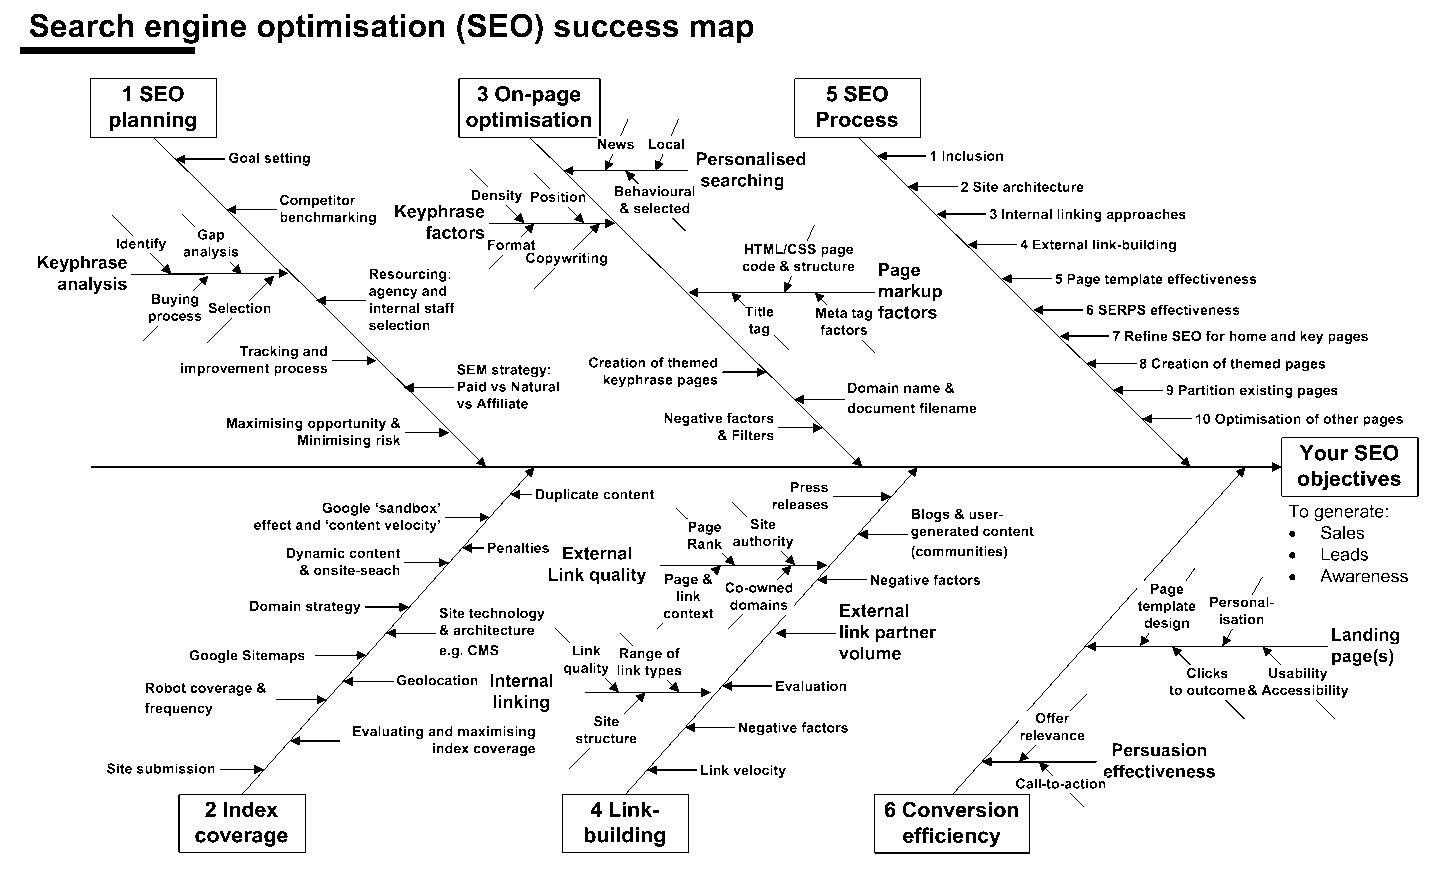 Search engine optimisation (SEO) success map
1 SEO
planning
Goal setting
Competitor
benchmarking
Keyphrase
analysis
Identify
Gap
analysis
Buying
process
Selection
Resourcing:
agency and
internal staff
selection
Tracking and
improvement process
SEM strategy:
Paid vs Natural
vs Affiliate
Maximising opportunity &
Minimising risk
3 On-page
optimisation
News
Local
Personalised
searching
Behavioural
& selected
Keyphrase
factors
Density
Position
Format
Copywriting
HTML/CSS page
code & structure
Page
markup
factors
Title
tag
Meta tag
factors
Creation of themed
keyphrase pages
Domain name &
document filename
Negative factors
& Filters
5 SEO
Process
1 Inclusion
2 Site architecture
3 Internal linking approaches
4 External link-building
5 Page template effectiveness
6 SERPS effectiveness
7 Refine SEO for home and key pages
8 Creation of themed pages
9 Partition existing pages
10 Optimisation of other pages
Your SEO
objectives
To generate:
• Sales
• Leads
• Awareness
Duplicate content
Google ‘sandbox’
effect and ‘content velocity’
Penalties
Dynamic content
& onsite-seach
Domain strategy
Site technology
& architecture
e.g. CMS
Google Sitemaps
Geolocation
Robot coverage &
frequency
Evaluating and maximising
index coverage
Site submission
2 Index
coverage
Press
releases
Blogs & user-
generated content
(communities)
External
Link quality
Page
Rank
Site
authority
Page &
link
context
Co-owned
domains
Negative factors
External
link partner
volume
Internal
linking
Link
quality
Range of
link types
Site
structure
Evaluation
Negative factors
Link velocity
4 Link-
building
Page
template
design
Personal-
isation
Landing
page(s)
Clicks
to outcome
Usability
& Accessibility
Offer
relevance
Persuasion
effectiveness
Call-to-action
6 Conversion
efficiency